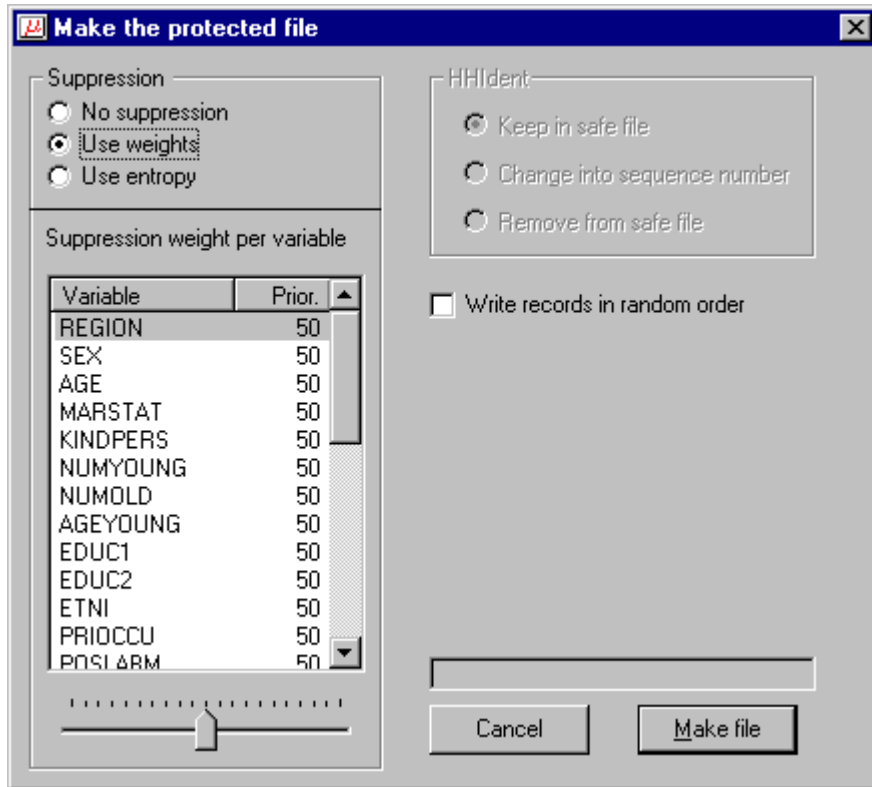 µ Make the protected file
Suppression
No suppression
Use weights
Use entropy
Suppression weight per variable
Variable Prior.
REGION 50
SEX 50
AGE 50
MARSTAT 50
KINDPERS 50
NUMYOUNG 50
NUMOLD 50
AGEYOUNG 50
EDUC1 50
EDUC2 50
ETNI 50
PRIOCCU 50
POSLABM 50
HHIdent
Keep in safe file
Change into sequence number
Remove from safe file
Write records in random order
Cancel Make file